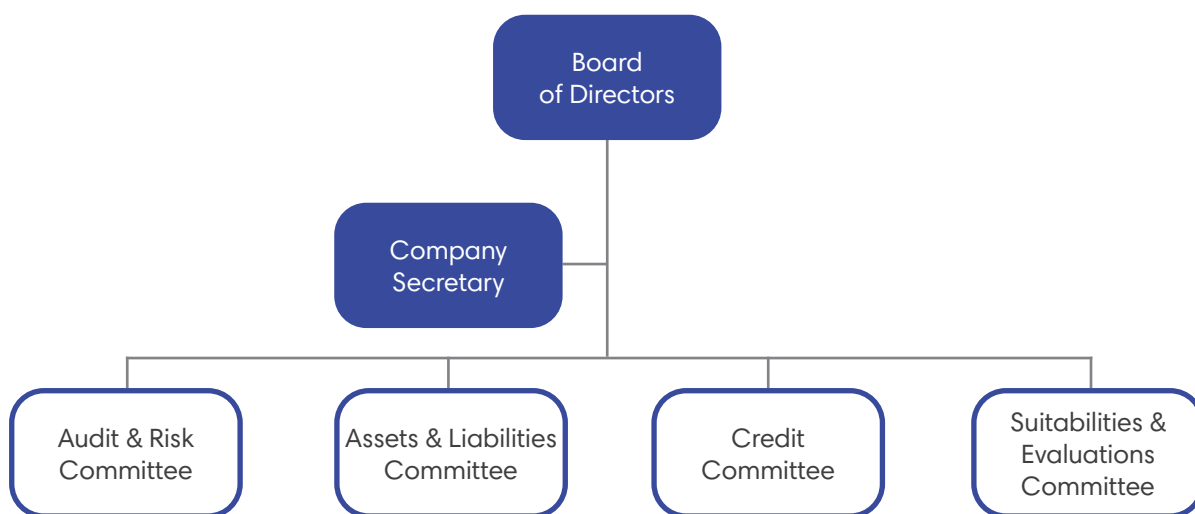 Board
of Directors
Company
Secretary
Audit & Risk
Committee
Assets & Liabilities
Committee
Credit
Committee
Suitabilities &
Evaluations
Committee